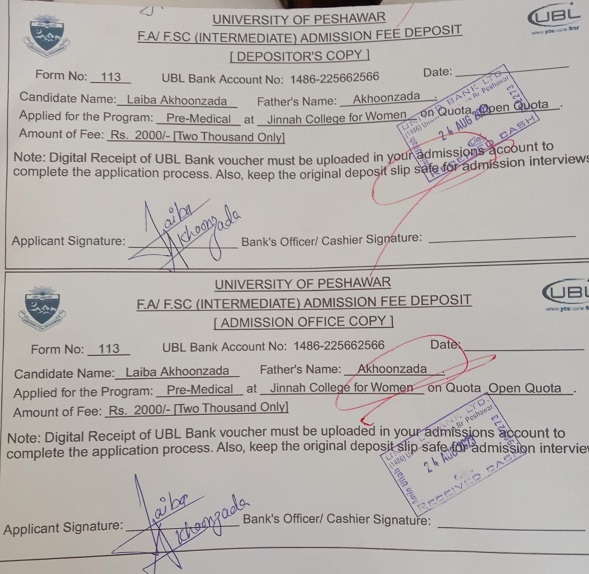 UNIVERSITY OF PESHAWAR
F.A/ F.SC (INTERMEDIATE) ADMISSION FEE DEPOSIT
[ DEPOSITOR'S COPY ]
UBL
where you come first
Form No: 113 UBL Bank Account No: 1486-225662566 Date:
Candidate Name: Laiba Akhoonzada Father's Name: Akhoonzada
Applied for the Program: Pre-Medical at Jinnah College for Women on Quota Open Quota .
Amount of Fee: Rs. 2000/- [Two Thousand Only]
BANK LTD.
Peshawar
24 AUG
RECEIVED CASH
Note: Digital Receipt of UBL Bank voucher must be uploaded in your admissions account to
complete the application process. Also, keep the original deposit slip safe for admission interviews
Laiba
Akhoonzada
Applicant Signature: Bank's Officer/ Cashier Signature:
UNIVERSITY OF PESHAWAR
F.A/ F.SC (INTERMEDIATE) ADMISSION FEE DEPOSIT
[ ADMISSION OFFICE COPY ]
UBL
where you come first
Form No: 113 UBL Bank Account No: 1486-225662566 Date:
Candidate Name: Laiba Akhoonzada Father's Name: Akhoonzada
Applied for the Program: Pre-Medical at Jinnah College for Women on Quota Open Quota .
Amount of Fee: Rs. 2000/- [Two Thousand Only]
LTD.
Peshawar
24 AUG
RECEIVED CASH
Note: Digital Receipt of UBL Bank voucher must be uploaded in your admissions account to
complete the application process. Also, keep the original deposit slip safe for admission interview
Laiba
Akhoonzada
Applicant Signature: Bank's Officer/ Cashier Signature: